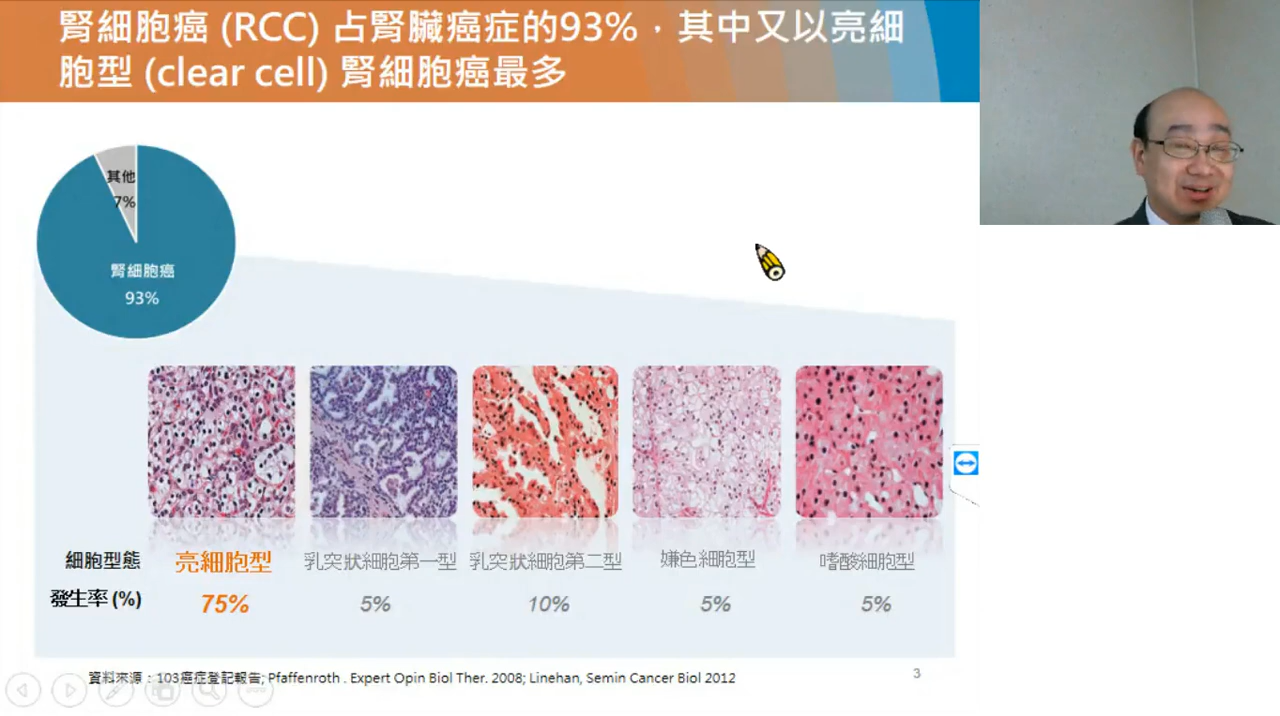 腎細胞癌 (RCC) 占腎臟癌症的93%，其中又以亮細
胞型 (clear cell) 腎細胞癌最多
其他
7%
腎細胞癌
93%
細胞型態 亮細胞型 乳突狀細胞第一型 乳突狀細胞第二型 嫌色細胞型 嗜酸細胞型
發生率(%) 75% 5% 10% 5% 5%
資料來源：103癌症登記報告; Pfaffenroth . Expert Opin Biol Ther. 2008; Linehan, Semin Cancer Biol 2012
3